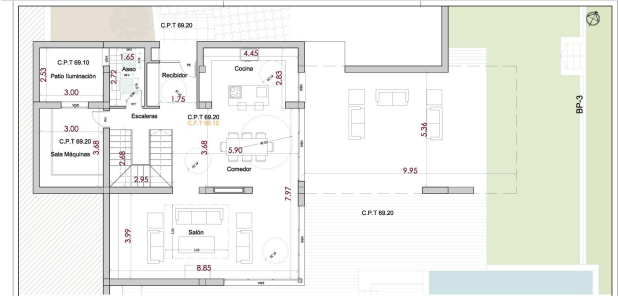 C.P.T 69.20
4.45
C.P.T 69.10
1.65
Aseo
Cocina
2.53
Patio Iluminación
2.72
Recibidor
2.83
3.00
1.75
BP-3
Escaleras
C.P.T 69.20
C.P.T 69.10
5.36
3.00
C.P.T 69.20
Sala Máquinas
3.68
2.68
3.68
5.90
Comedor
9.95
2.95
7.97
C.P.T 69.20
Salón
3.99
8.85